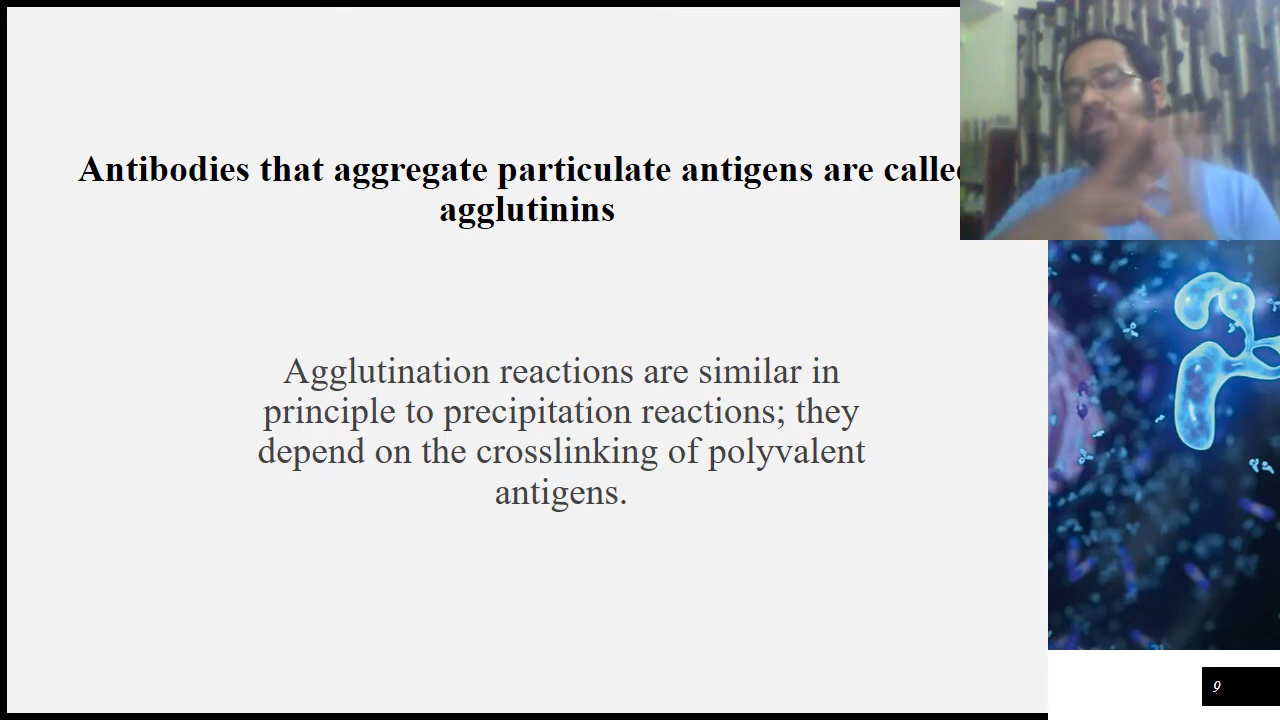 Antibodies that aggregate particulate antigens are calle
agglutinins
Agglutination reactions are similar in
principle to precipitation reactions; they
depend on the crosslinking of polyvalent
antigens.
9